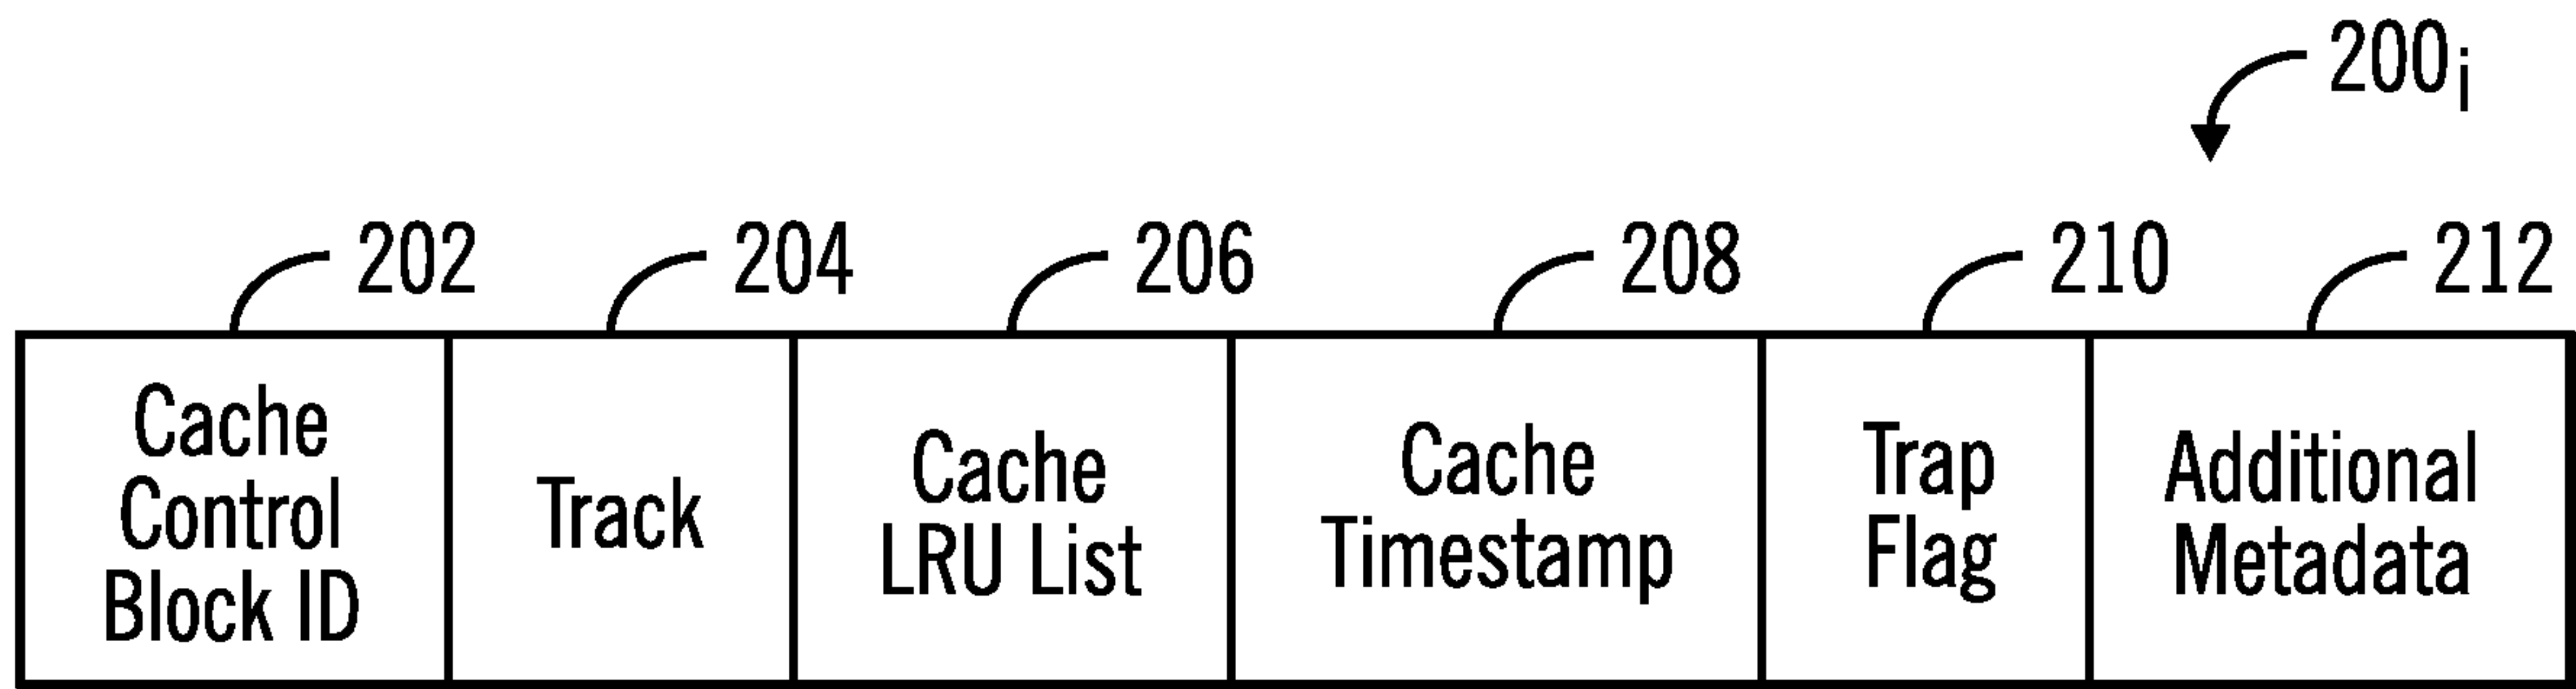 200i
202 204 206 208 210 212
Cache
Control
Block ID
Track
Cache
LRU List
Cache
Timestamp
Trap
Flag
Additional
Metadata